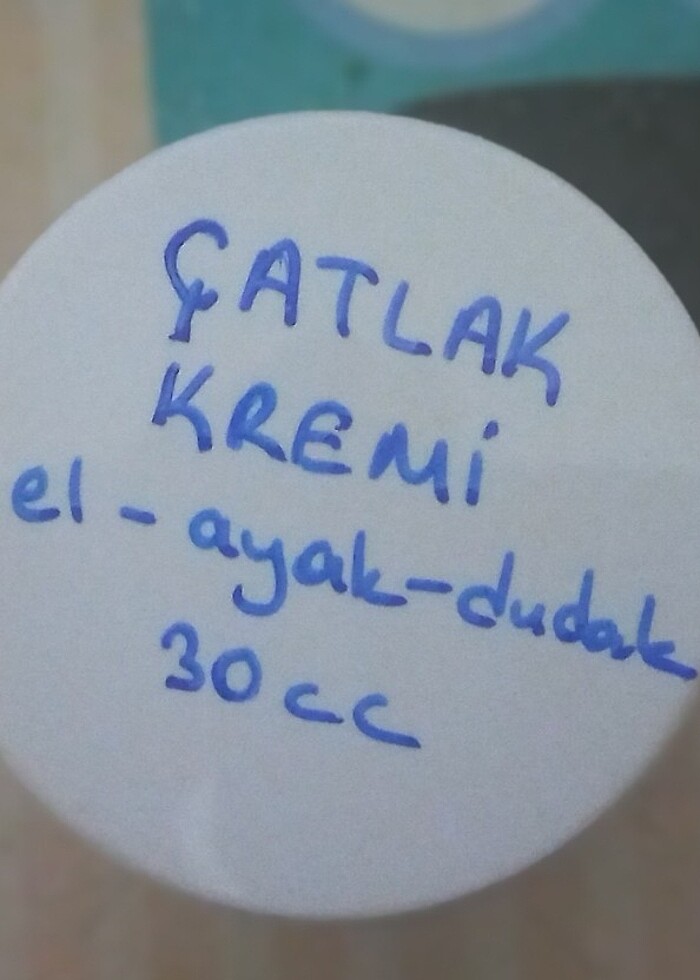 ÇATLAK
KREMİ
el-ayak-dudak
30cc